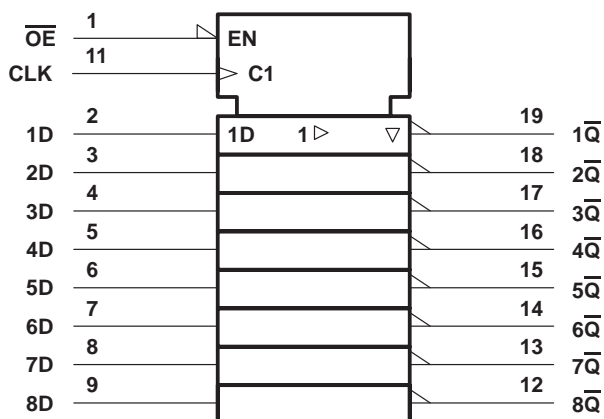 1
O̅E̅ EN
11
CLK C1
2 19
1D 1D 1 1Q̅
3 18
2D 2Q̅
4 17
3D 3Q̅
5 16
4D 4Q̅
6 15
5D 5Q̅
7 14
6D 6Q̅
8 13
7D 7Q̅
9 12
8D 8Q̅